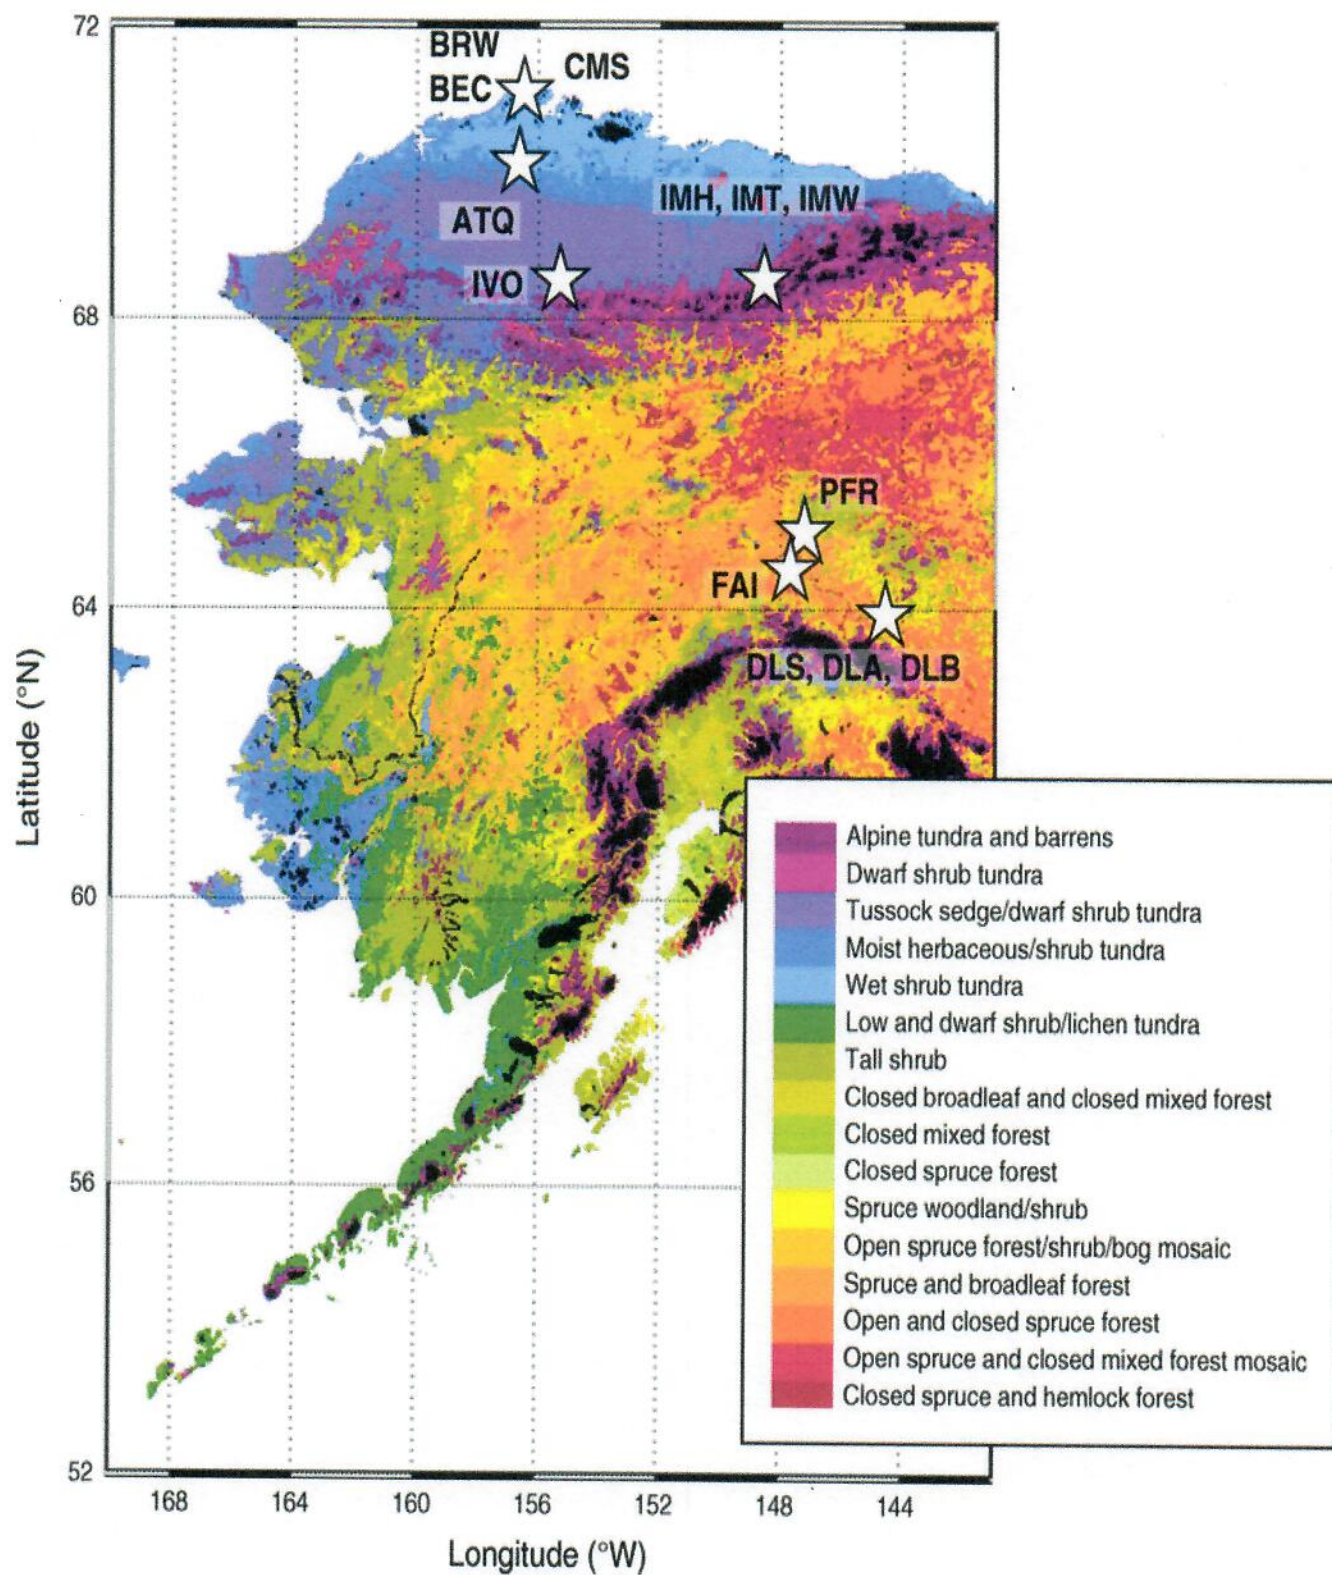 72
BRW
BEC
CMS
ATQ
IMH, IMT, IMW
IVO
68
PFR
FAI
64
DLS, DLA, DLB
Latitude (°N)
60
56
52
Alpine tundra and barrens
Dwarf shrub tundra
Tussock sedge/dwarf shrub tundra
Moist herbaceous/shrub tundra
Wet shrub tundra
Low and dwarf shrub/lichen tundra
Tall shrub
Closed broadleaf and closed mixed forest
Closed mixed forest
Closed spruce forest
Spruce woodland/shrub
Open spruce forest/shrub/bog mosaic
Spruce and broadleaf forest
Open and closed spruce forest
Open spruce and closed mixed forest mosaic
Closed spruce and hemlock forest
168 164 160 156 152 148 144
Longitude (°W)